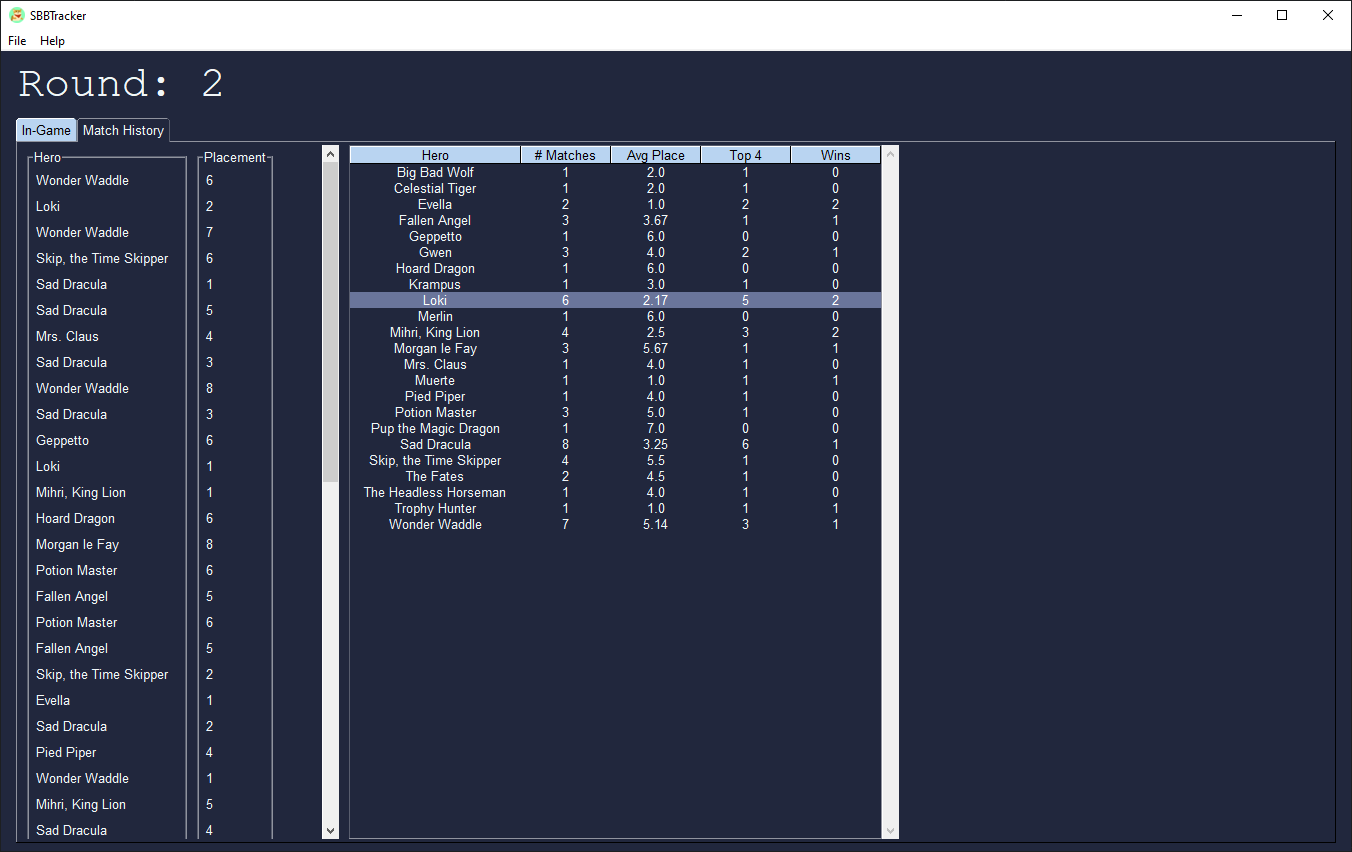 SBBTracker
File Help
Round: 2
In-Game Match History
Hero Placement
Wonder Waddle 6
Loki 2
Wonder Waddle 7
Skip, the Time Skipper 6
Sad Dracula 1
Sad Dracula 5
Mrs. Claus 4
Sad Dracula 3
Wonder Waddle 8
Sad Dracula 3
Geppetto 6
Loki 1
Mihri, King Lion 1
Hoard Dragon 6
Morgan le Fay 8
Potion Master 6
Fallen Angel 5
Potion Master 6
Fallen Angel 5
Skip, the Time Skipper 2
Evella 1
Sad Dracula 2
Pied Piper 4
Wonder Waddle 1
Mihri, King Lion 5
Sad Dracula 4
Hero # Matches Avg Place Top 4 Wins
Big Bad Wolf 1 2.0 1 0
Celestial Tiger 1 2.0 1 0
Evella 2 1.0 2 2
Fallen Angel 3 3.67 1 1
Geppetto 1 6.0 0 0
Gwen 3 4.0 2 1
Hoard Dragon 1 6.0 0 0
Krampus 1 3.0 1 0
Loki 6 2.17 5 2
Merlin 1 6.0 0 0
Mihri, King Lion 4 2.5 3 2
Morgan le Fay 3 5.67 1 1
Mrs. Claus 1 4.0 1 0
Muerte 1 1.0 1 1
Pied Piper 1 4.0 1 0
Potion Master 3 5.0 1 0
Pup the Magic Dragon 1 7.0 0 0
Sad Dracula 8 3.25 6 1
Skip, the Time Skipper 4 5.5 1 0
The Fates 2 4.5 1 0
The Headless Horseman 1 4.0 1 0
Trophy Hunter 1 1.0 1 1
Wonder Waddle 7 5.14 3 1